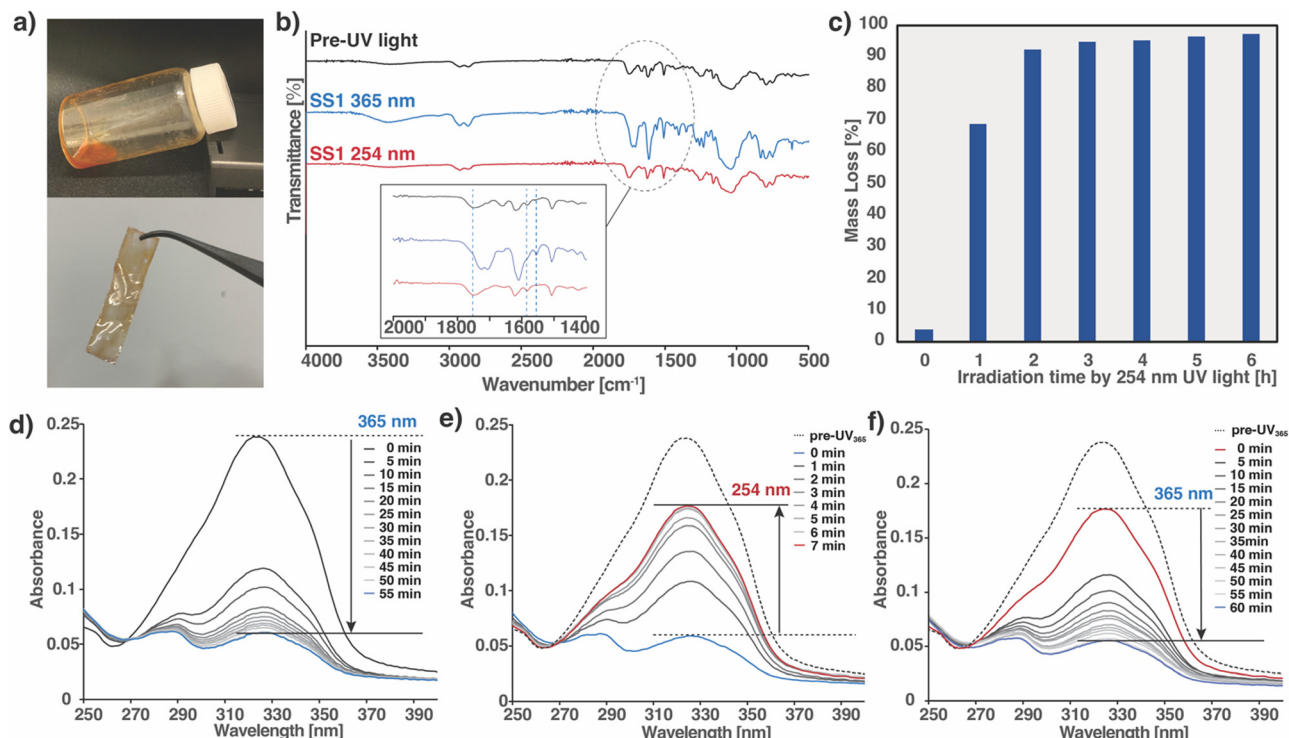 a)
b)
Pre-UV light
SS1 365 nm
SS1 254 nm
Transmittance [%]
2000 1800 1600 1400
4000 3500 3000 2500 2000 1500 1000 500
Wavenumber [cm⁻¹]
c)
Mass Loss [%]
100
90
80
70
60
50
40
30
20
10
0
0 1 2 3 4 5 6
Irradiation time by 254 nm UV light [h]
d)
Absorbance
0.25
0.2
0.15
0.1
0.05
0
365 nm
0 min
5 min
10 min
15 min
20 min
25 min
30 min
35 min
40 min
45 min
50 min
55 min
250 270 290 310 330 350 370 390
Wavelength [nm]
e)
Absorbance
0.25
0.2
0.15
0.1
0.05
0
254 nm
pre-UV₃₆₅
0 min
1 min
2 min
3 min
4 min
5 min
6 min
7 min
250 270 290 310 330 350 370 390
Wavelength [nm]
f)
Absorbance
0.25
0.2
0.15
0.1
0.05
0
365 nm
pre-UV₃₆₅
0 min
5 min
10 min
15 min
20 min
25 min
30 min
35min
40 min
45 min
50 min
55 min
60 min
250 270 290 310 330 350 370 390
Wavelength [nm]